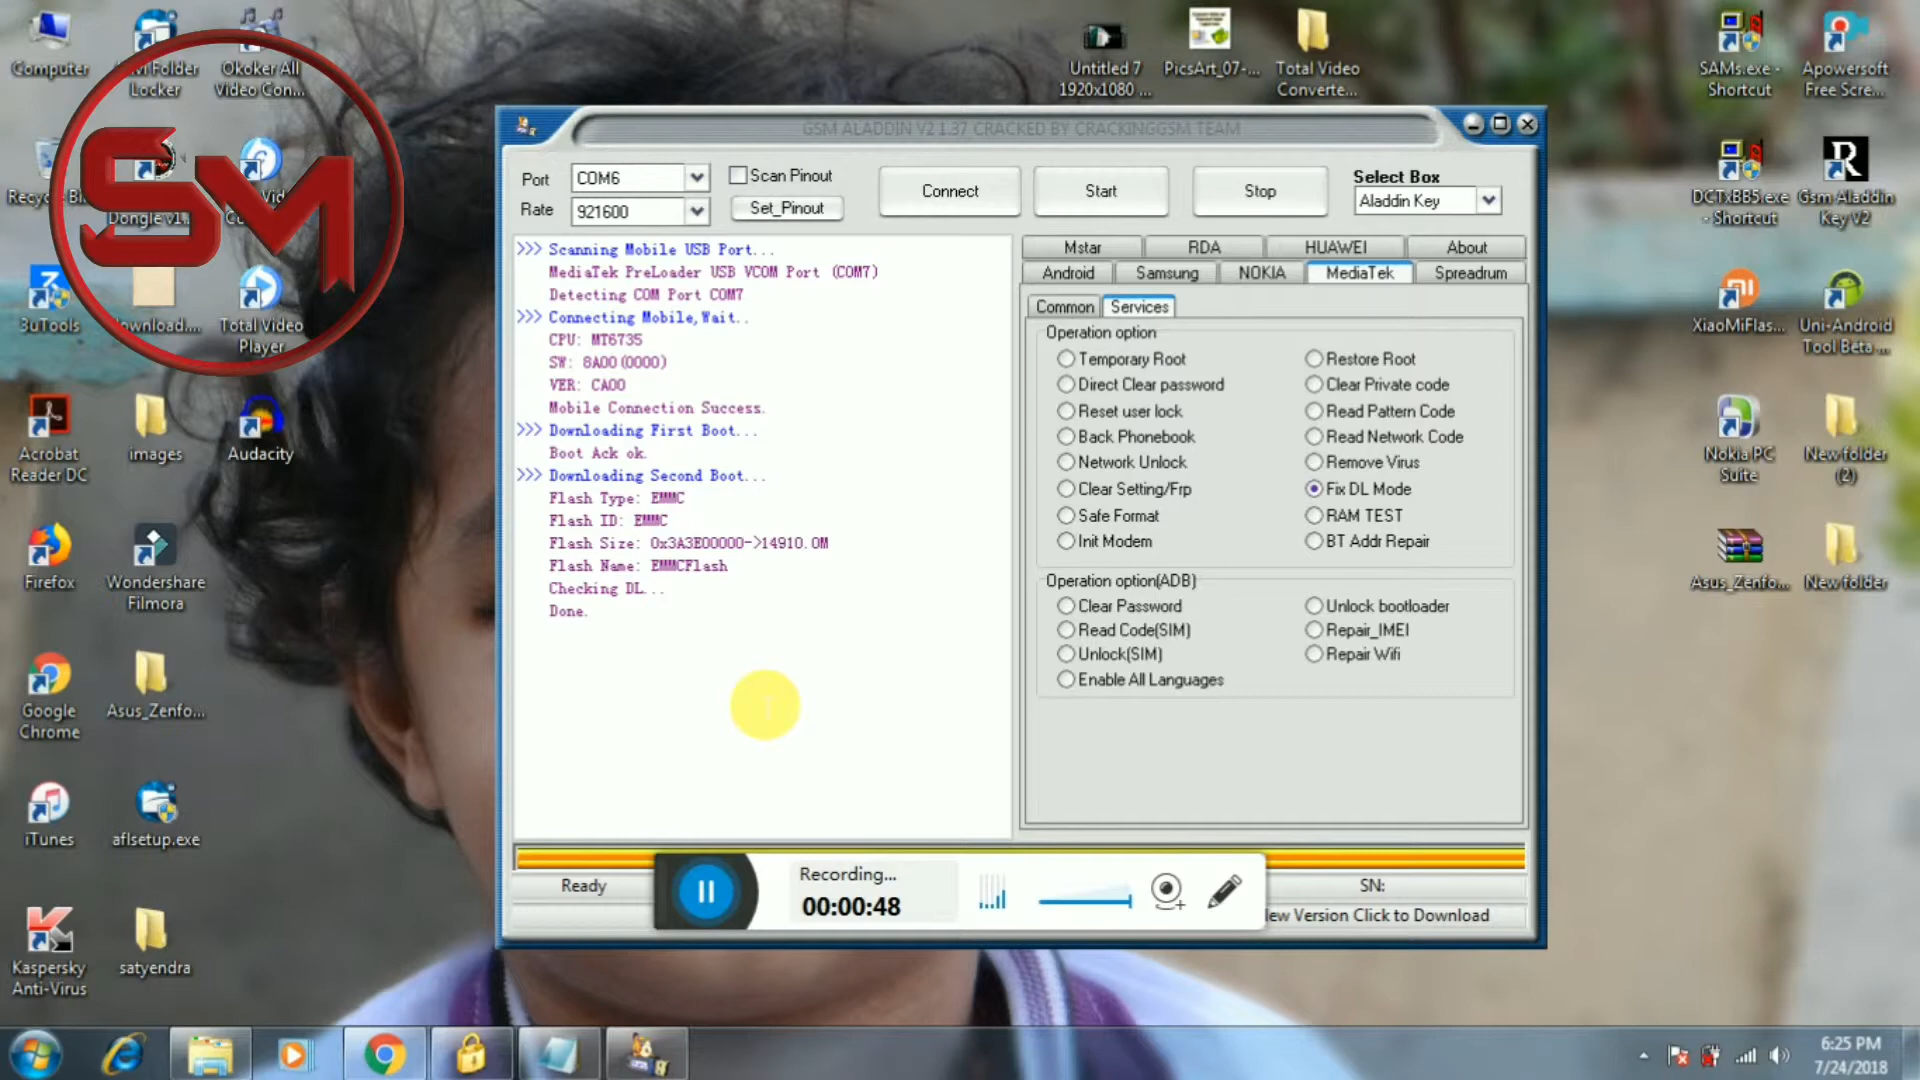 Computer
Folder
Locker
Okoker All
Video Con...
Untitled 7
1920x1080 ...
PicsArt_07-...
Total Video
Converte...
SAMs.exe -
Shortcut
Apowersoft
Free Scre...
SM
Dongle v1...
DCTxBB5.exe
- Shortcut
R
Gsm Aladdin
Key V2
3uTools
Total Video
Player
XiaoMiFlas...
Uni-Android
Tool Beta ...
Acrobat
Reader DC
images
Audacity
Nokia PC
Suite
New folder
(2)
Firefox
Wondershare
Filmora
Asus_Zenfo...
New folder
Google
Chrome
Asus_Zenfo...
iTunes
aflsetup.exe
Kaspersky
Anti-Virus
satyendra
GSM ALADDIN V2 1.37 CRACKED BY CRACKINGGSM TEAM
Port COM6 Scan Pinout
Rate 921600 Set_Pinout
Connect Start Stop
Select Box
Aladdin Key
>>> Scanning Mobile USB Port...
MediaTek PreLoader USB VCOM Port (COM7)
Detecting COM Port COM7
>>> Connecting Mobile,Wait..
CPU: MT6735
SW: 8A00(0000)
VER: CA00
Mobile Connection Success.
>>> Downloading First Boot...
Boot Ack ok.
>>> Downloading Second Boot...
Flash Type: EMMC
Flash ID: EMMC
Flash Size: 0x3A3E00000->14910.0M
Flash Name: EMMCFlash
Checking DL...
Done.
Mstar RDA HUAWEI About
Android Samsung NOKIA MediaTek Spreadrum
Common Services
Operation option
Temporary Root Restore Root
Direct Clear password Clear Private code
Reset user lock Read Pattern Code
Back Phonebook Read Network Code
Network Unlock Remove Virus
Clear Setting/Frp Fix DL Mode
Safe Format RAM TEST
Init Modem BT Addr Repair
Operation option(ADB)
Clear Password Unlock bootloader
Read Code(SIM) Repair_IMEI
Unlock(SIM) Repair Wifi
Enable All Languages
Ready SN:
Version Click to Download
Recording...
00:00:48
6:25 PM
7/24/2018